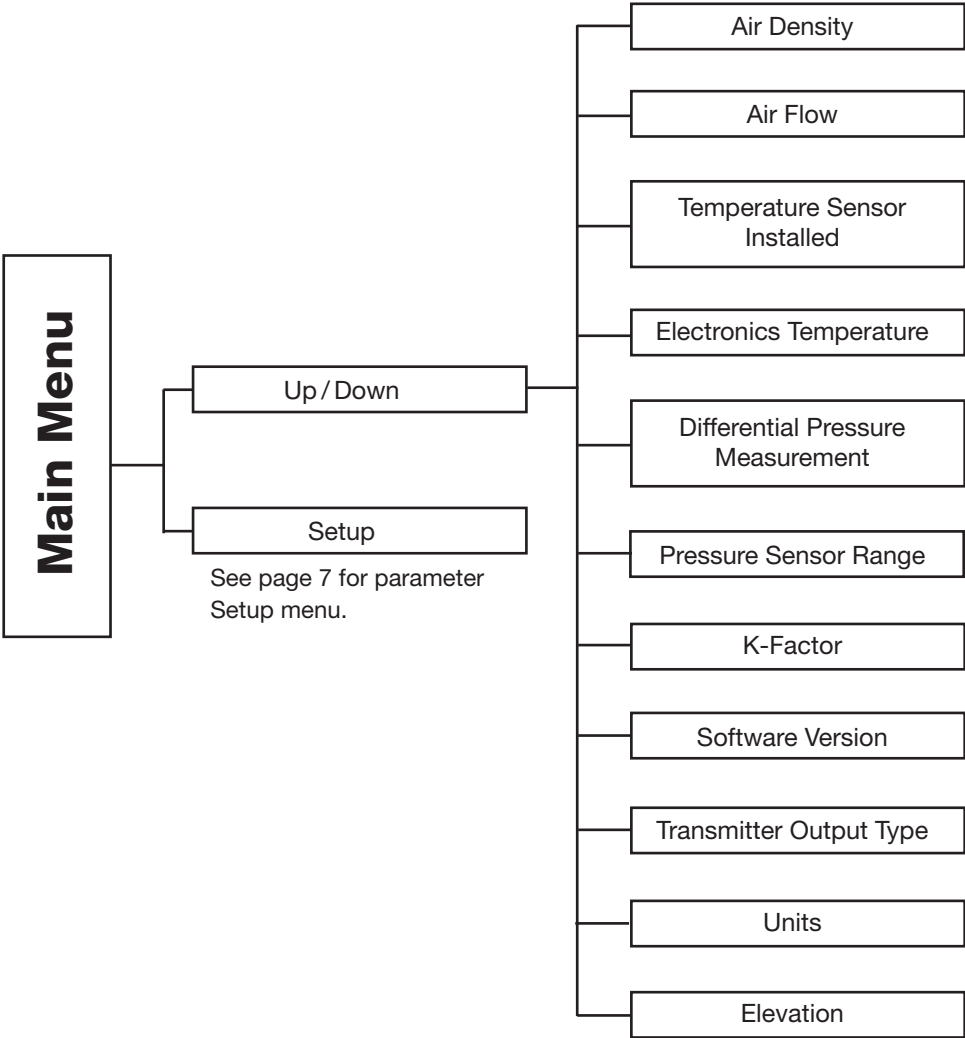 Main Menu
Up / Down
Setup
See page 7 for parameter
Setup menu.
Air Density
Air Flow
Temperature Sensor
Installed
Electronics Temperature
Differential Pressure
Measurement
Pressure Sensor Range
K-Factor
Software Version
Transmitter Output Type
Units
Elevation